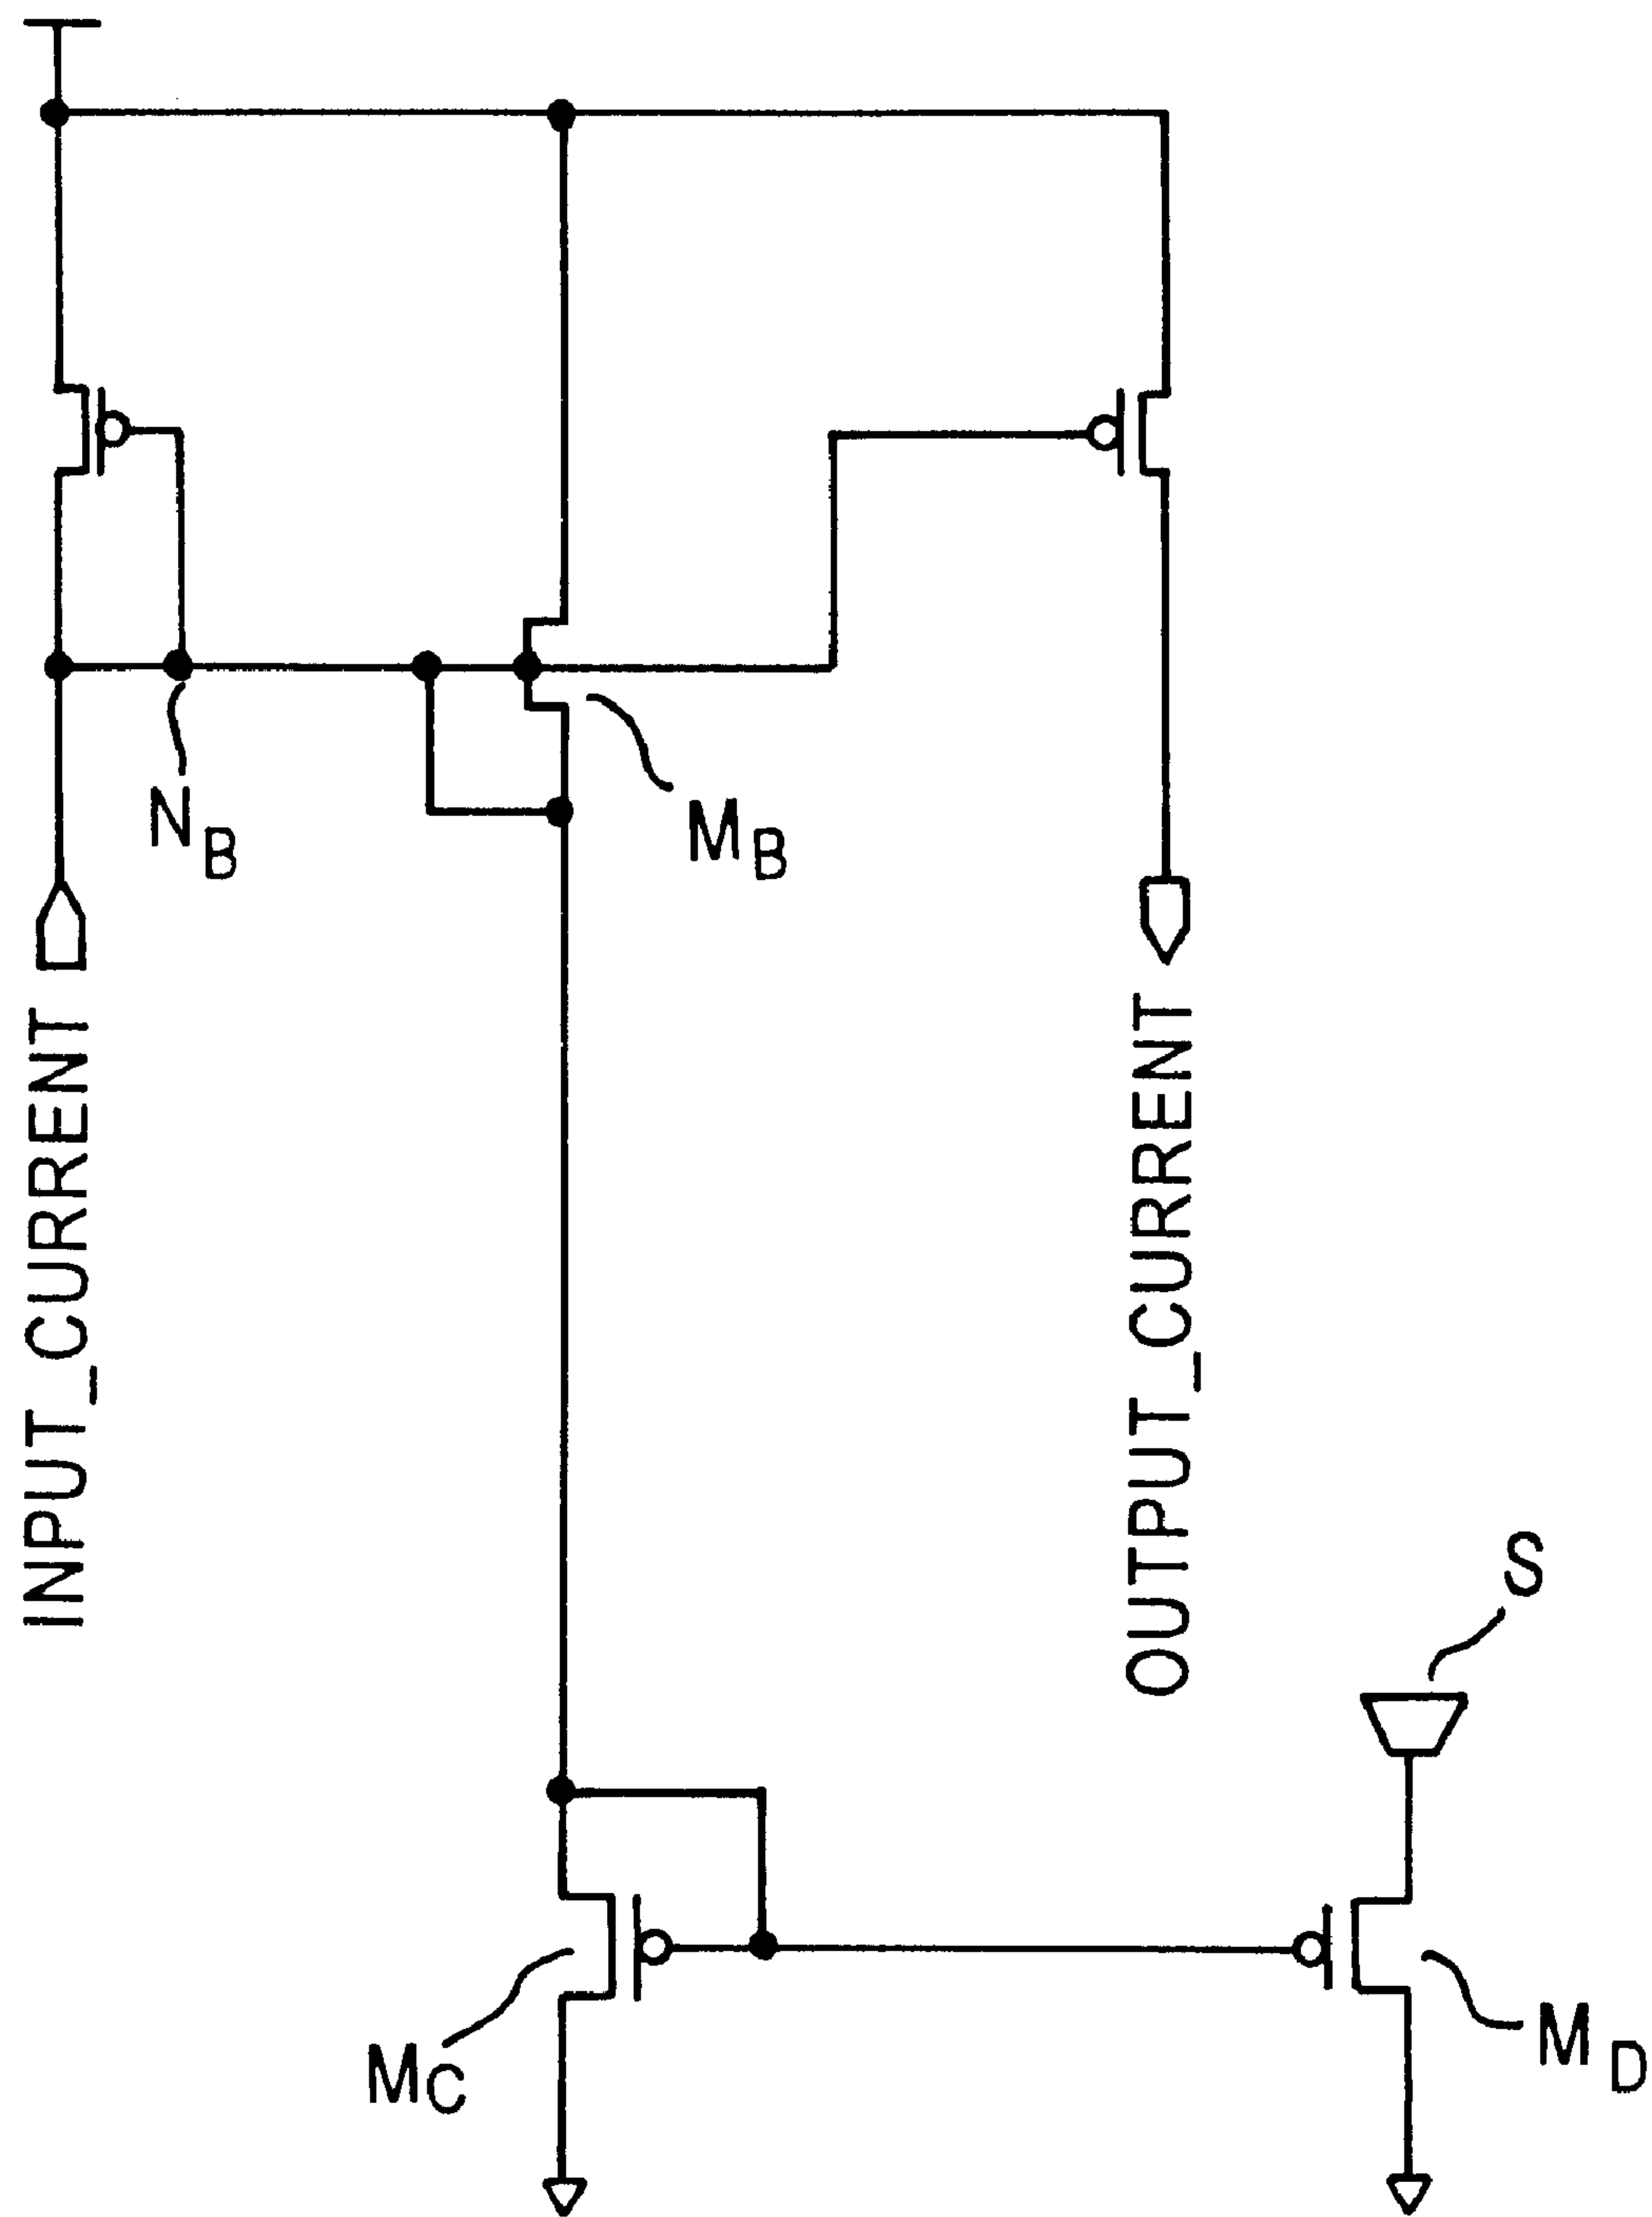 N_B
M_B
INPUT_CURRENT
OUTPUT_CURRENT
S
M_C
M_D